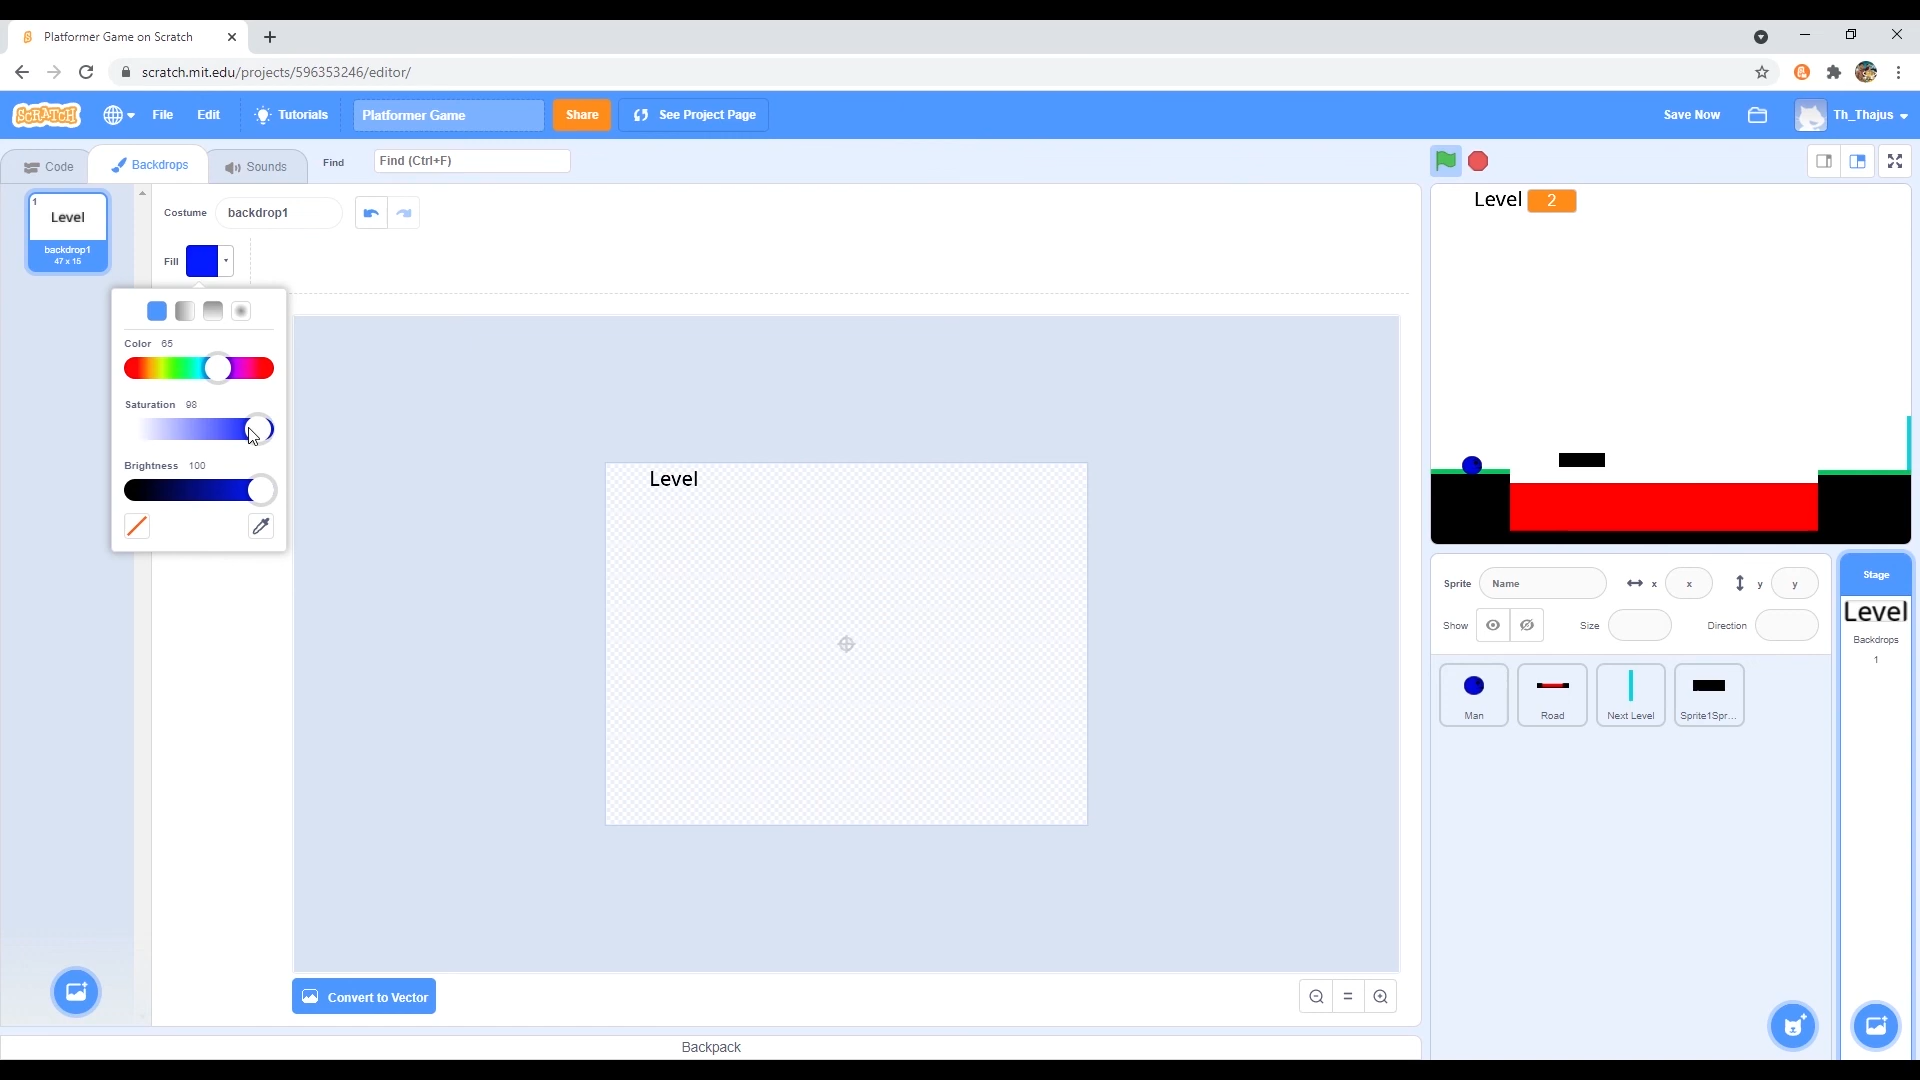 Platformer Game on Scratch
scratch.mit.edu/projects/596353246/editor/
SCRATCH File Edit Tutorials Platformer Game Share See Project Page Save Now Th_Thajus
Code Backdrops Sounds Find Find (Ctrl+F)
1
Level
backdrop1
47 x 15
Costume backdrop1
Fill
Color 65
Saturation 98
Brightness 100
Level
Convert to Vector
Backpack
Level 2
Sprite Name x x y y
Show Size Direction
Man Road Next Level Sprite1Spr...
Stage
Level
Backdrops
1